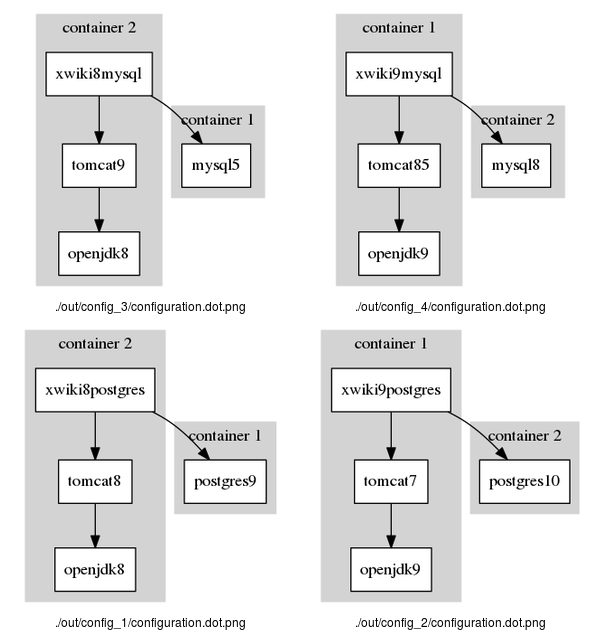 container 2
xwiki8mysql
container 1
tomcat9
mysql5
openjdk8
./out/config_3/configuration.dot.png
container 1
xwiki9mysql
container 2
tomcat85
mysql8
openjdk9
./out/config_4/configuration.dot.png
container 2
xwiki8postgres
container 1
tomcat8
postgres9
openjdk8
./out/config_1/configuration.dot.png
container 1
xwiki9postgres
container 2
tomcat7
postgres10
openjdk9
./out/config_2/configuration.dot.png